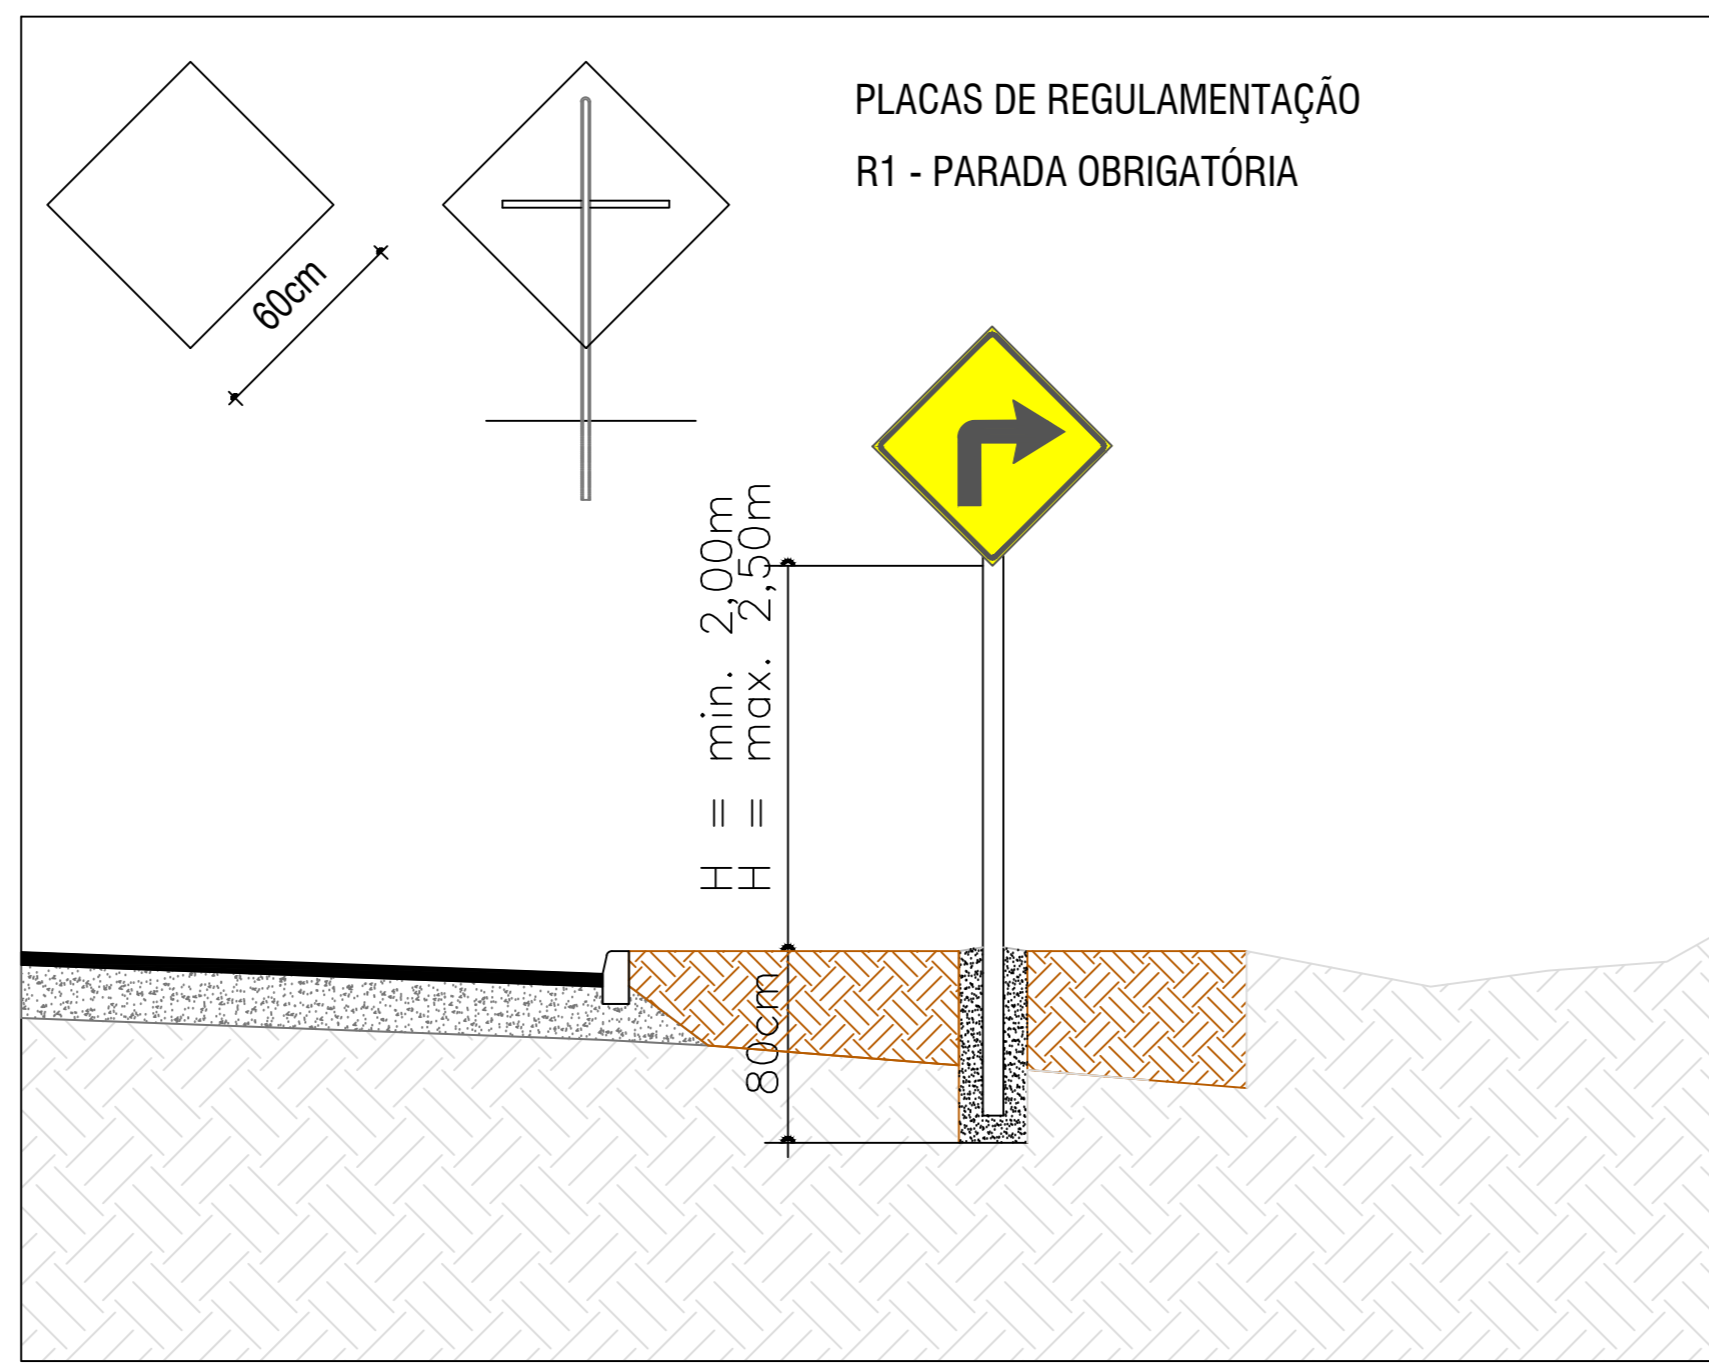 PLACAS DE REGULAMENTAÇÃO
R1 - PARADA OBRIGATÓRIA
60cm
H = min. 2,00m
H = max. 2,50m
80cm